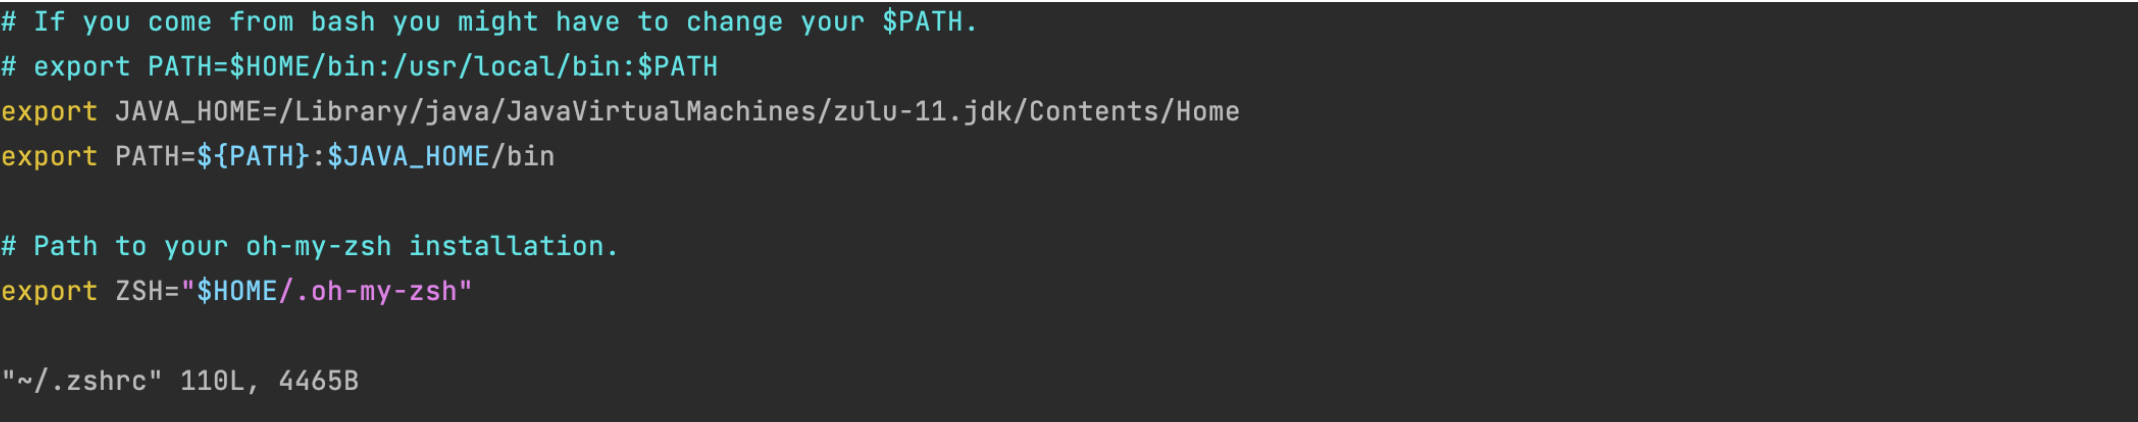 # If you come from bash you might have to change your $PATH.
# export PATH=$HOME/bin:/usr/local/bin:$PATH
export JAVA_HOME=/Library/java/JavaVirtualMachines/zulu-11.jdk/Contents/Home
export PATH=${PATH}:$JAVA_HOME/bin
# Path to your oh-my-zsh installation.
export ZSH="$HOME/.oh-my-zsh"
"~/.zshrc" 110L, 4465B